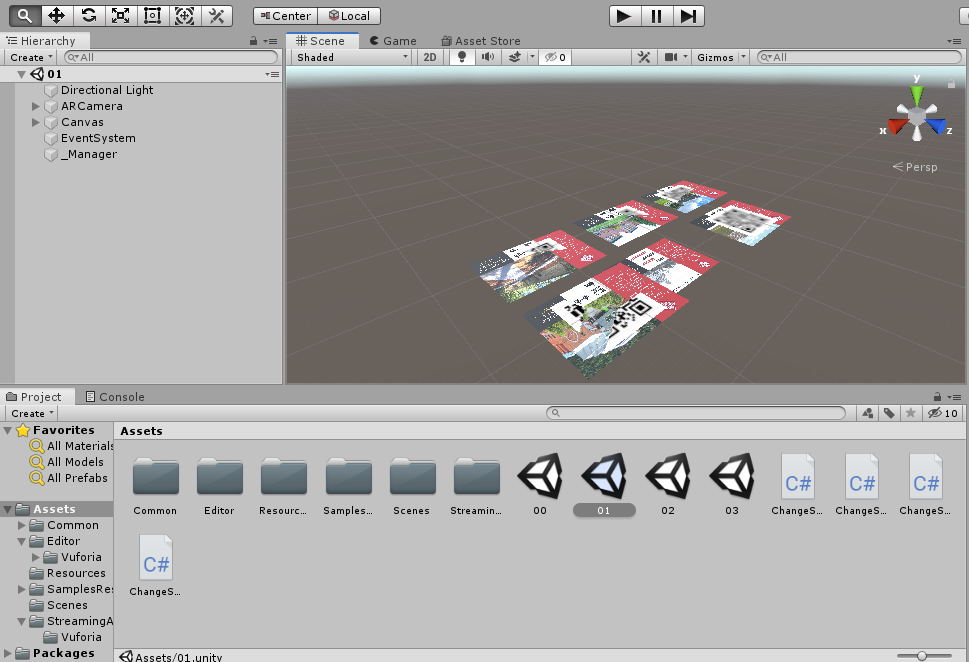 Center Local
Hierarchy
Create All
01
Directional Light
ARCamera
Canvas
EventSystem
_Manager
Scene Game Asset Store
Shaded 2D 0 Gizmos All
y
x z
Persp
Project Console
Create 10
Favorites
All Materials
All Models
All Prefabs
Assets
Common
Editor
Vuforia
Resources
SamplesRes
Scenes
StreamingA
Vuforia
Packages
Assets
Common Editor Resourc... Samples... Scenes Streamin... 00 01 02 03 ChangeS... ChangeS... ChangeS...
C# C# C#
C#
ChangeS...
Assets/01.unity